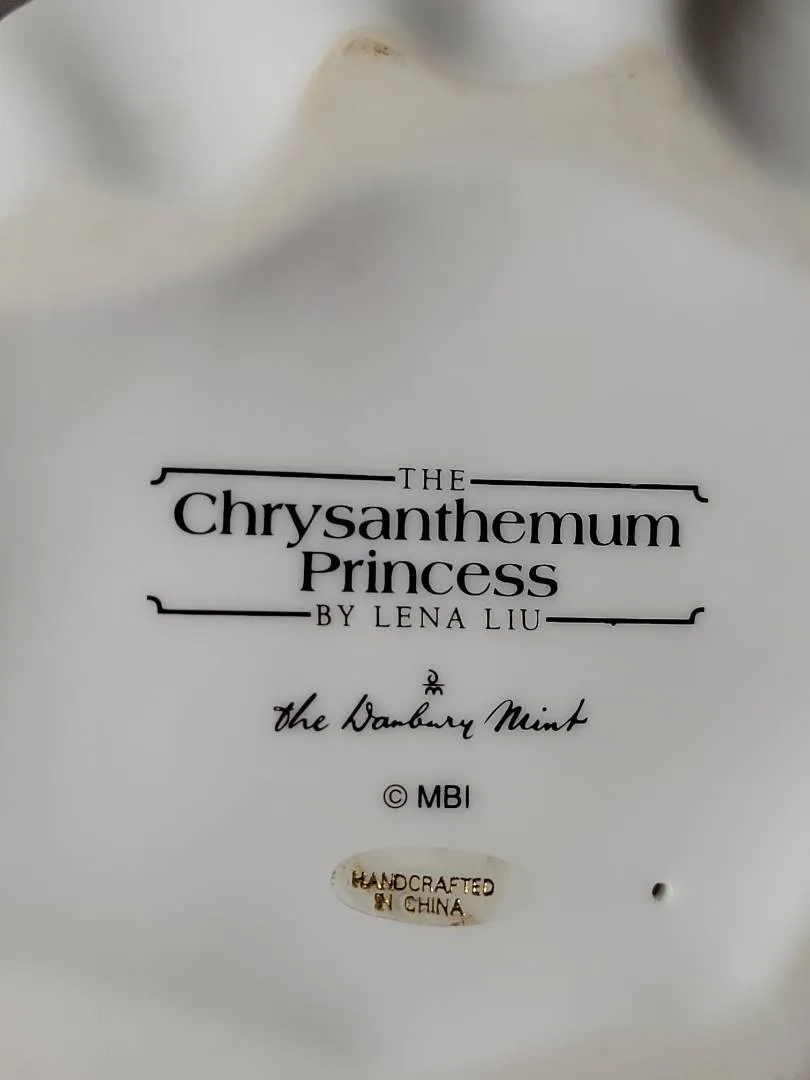 THE
Chrysanthemum
Princess
BY LENA LIU
the Danbury Mint
© MBI
HANDCRAFTED
IN CHINA